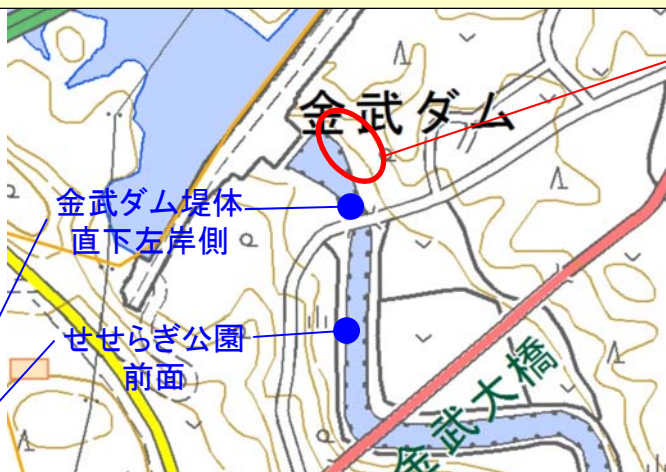 金武ダム
金武ダム堤体
直下左岸側
せせらぎ公園
前面
金武大橋